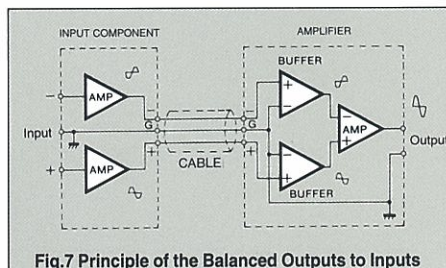 INPUT COMPONENT
AMPLIFIER
BUFFER
AMP
G
G
AMP
Input
Output
AMP
CABLE
BUFFER
Fig.7 Principle of the Balanced Outputs to Inputs